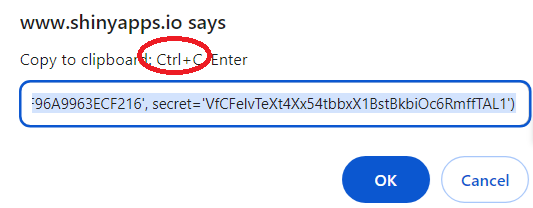 www.shinyapps.io says
Copy to clipboard: Ctrl+C, Enter
F96A9963ECF216', secret='VfCFelvTeXt4Xx54tbbxX1BstBkbiOc6RmffTAL1')
OK
Cancel